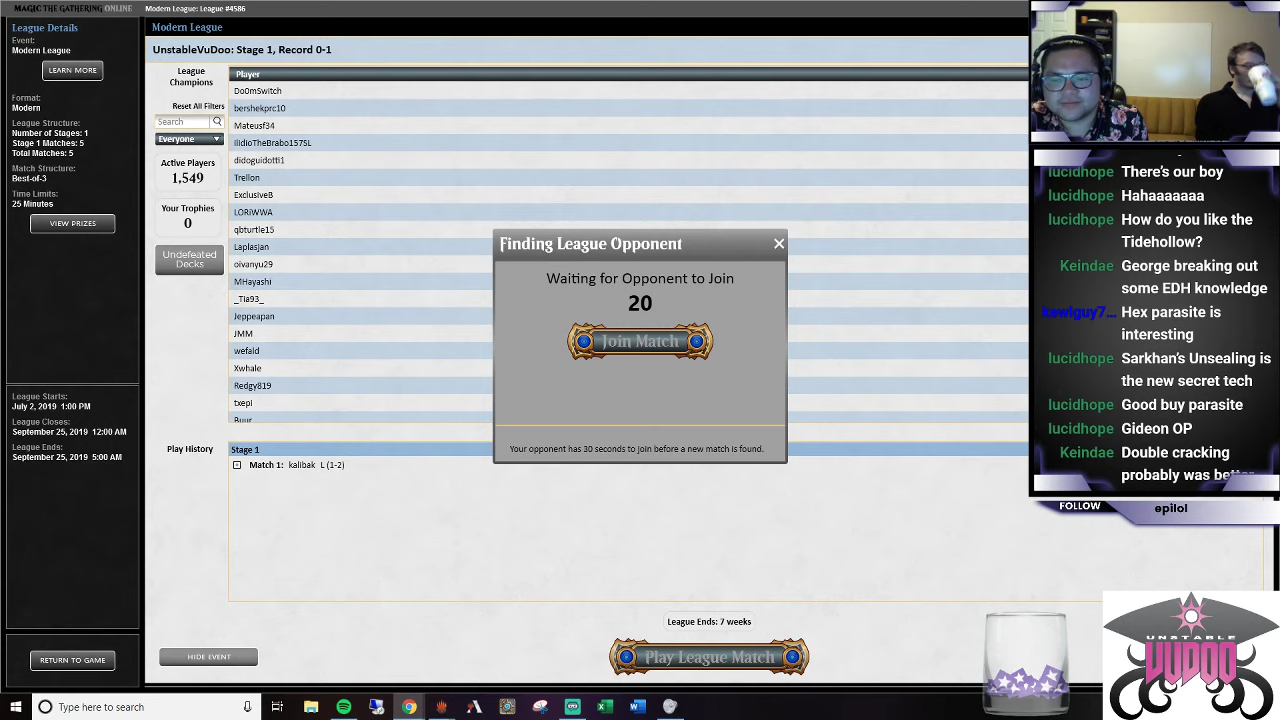 MAGIC THE GATHERING ONLINE
Modern League: League #4586
League Details
Event:
Modern League
LEARN MORE
Format:
Modern
League Structure:
Number of Stages: 1
Stage 1 Matches: 5
Total Matches: 5
Match Structure:
Best-of-3
Time Limits:
25 Minutes
VIEW PRIZES
League Starts:
July 2, 2019 1:00 PM
League Closes:
September 25, 2019 12:00 AM
League Ends:
September 25, 2019 5:00 AM
RETURN TO GAME
Modern League
UnstableVuDoo: Stage 1, Record 0-1
League
Champions
Reset All Filters
Search
Everyone
Active Players
1,549
Your Trophies
0
Undefeated
Decks
Player
Do0mSwitch
bershekprc10
Mateusf34
ilidioTheBrabo157SL
didoguidotti1
Trellon
ExclusiveB
LORiWWA
qbturtle15
Laplasjan
oivanyu29
MHayashi
_Tia93_
Jeppeapan
JMM
wefald
Xwhale
Redgy819
txepi
Buur
Finding League Opponent
Waiting for Opponent to Join
20
Join Match
Your opponent has 30 seconds to join before a new match is found.
Play History
Stage 1
Match 1: kalibak L (1-2)
League Ends: 7 weeks
HIDE EVENT
Play League Match
lucidhope There's our boy
lucidhope Hahaaaaaaa
lucidhope How do you like the
Tidehollow?
Keindae George breaking out
some EDH knowledge
kawlguy7... Hex parasite is
interesting
lucidhope Sarkhan's Unsealing is
the new secret tech
lucidhope Good buy parasite
lucidhope Gideon OP
Keindae Double cracking
probably was better
FOLLOW epilol
UNSTABLE
VUDOO
Type here to search